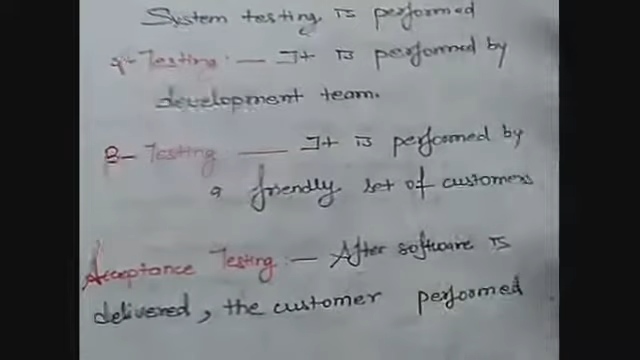 System testing is performed
α- Testing :— It is performed by
development team.
β- Testing — It is performed by
a friendly set of customers
Acceptance Testing :— After software is
delivered, the customer performed